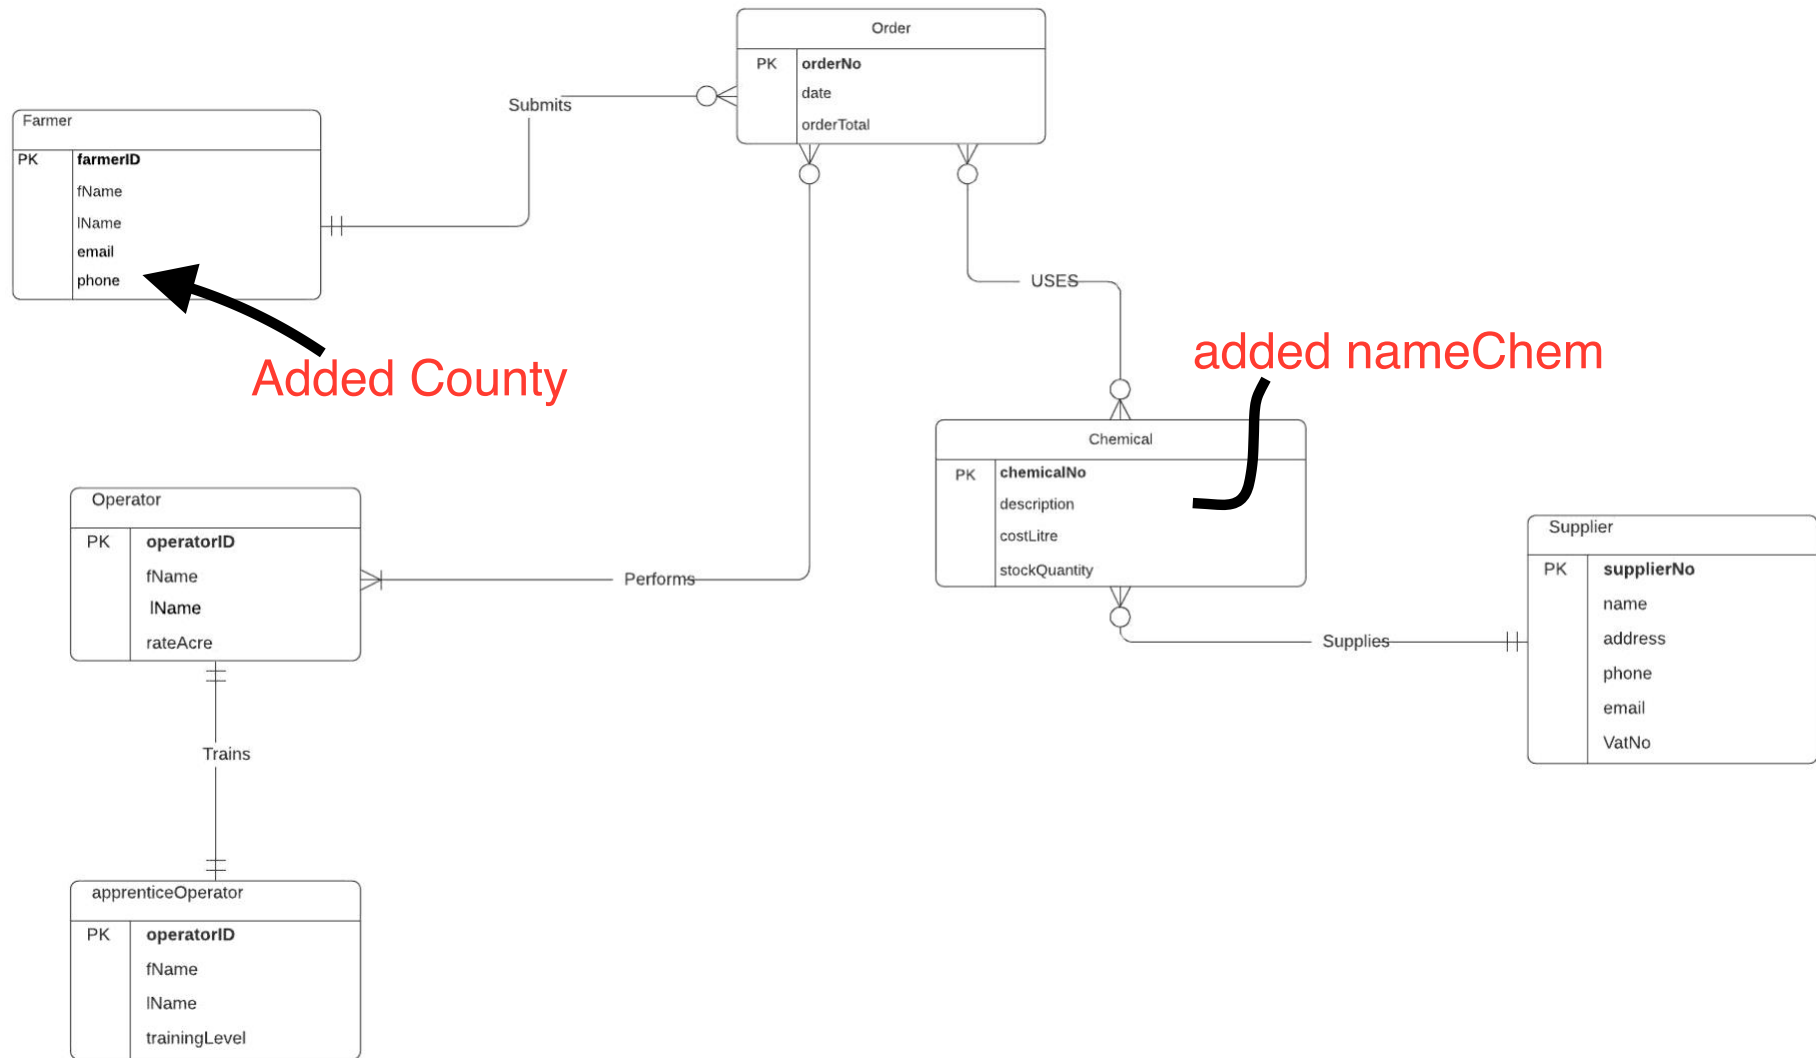 Order
PK orderNo
date
orderTotal
Submits
Farmer
PK farmerID
fName
lName
email
phone
Added County
USES
added nameChem
Chemical
PK chemicalNo
description
costLitre
stockQuantity
Operator
PK operatorID
fName
lName
rateAcre
Performs
Supplier
PK supplierNo
name
address
phone
email
VatNo
Supplies
Trains
apprenticeOperator
PK operatorID
fName
lName
trainingLevel